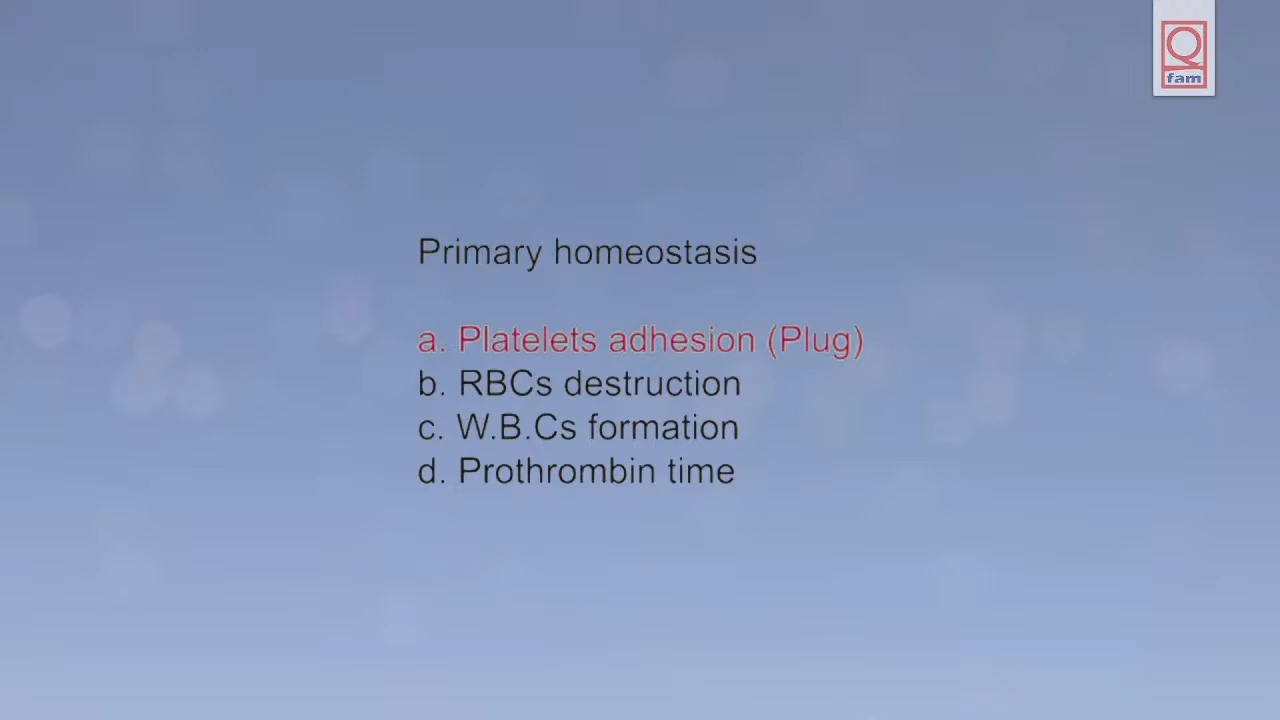 Q
fam
Primary homeostasis
a. Platelets adhesion (Plug)
b. RBCs destruction
c. W.B.Cs formation
d. Prothrombin time